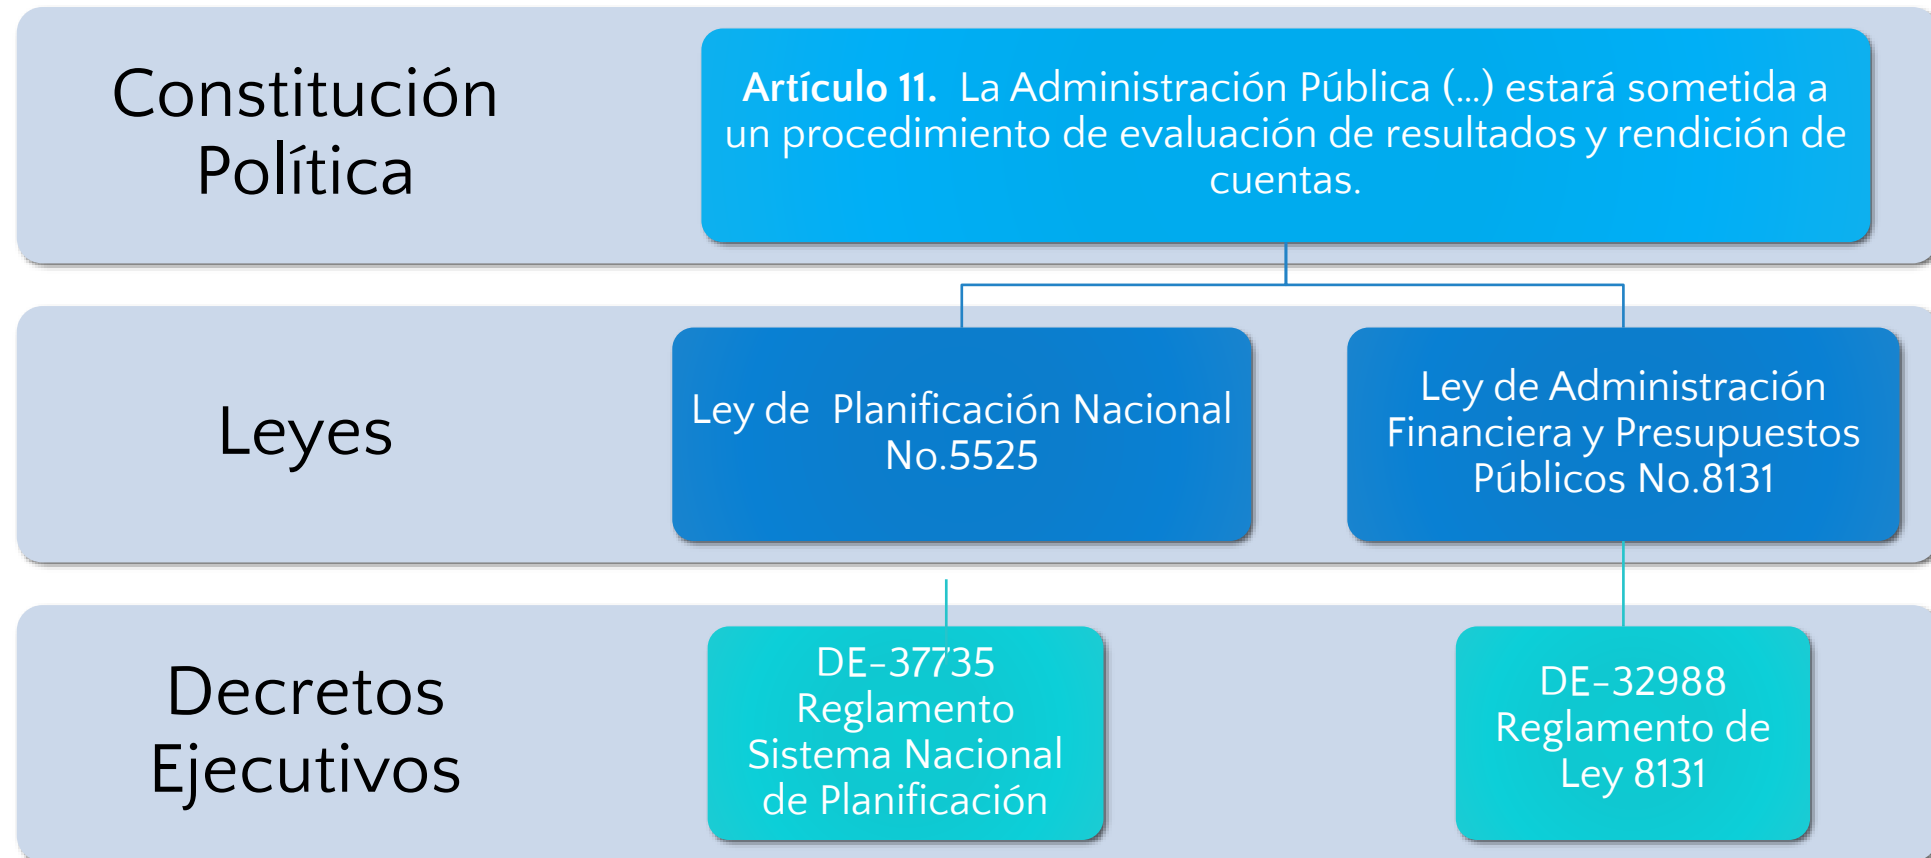 Constitución
Política
Artículo 11. La Administración Pública (...) estará sometida a
un procedimiento de evaluación de resultados y rendición de
cuentas.
Leyes
Ley de Planificación Nacional
No.5525
Ley de Administración
Financiera y Presupuestos
Públicos No.8131
Decretos
Ejecutivos
DE-37735
Reglamento
Sistema Nacional
de Planificación
DE-32988
Reglamento de
Ley 8131